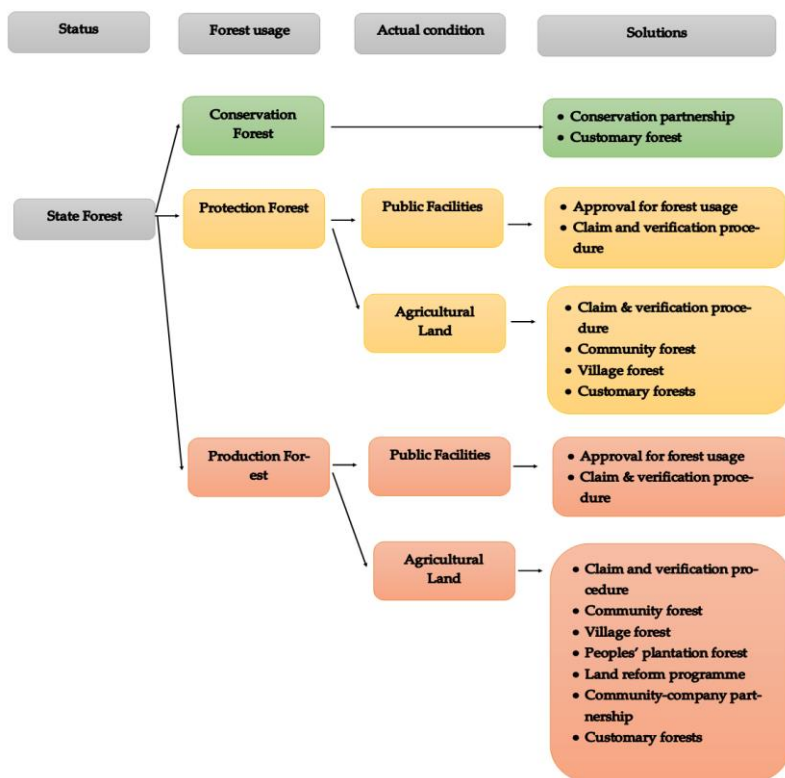 Status
Forest usage
Actual condition
Solutions
Conservation
Forest
• Conservation partnership
• Customary forest
State Forest
Protection Forest
Public Facilities
• Approval for forest usage
• Claim and verification proce-
dure
Agricultural
Land
• Claim & verification proce-
dure
• Community forest
• Village forest
• Customary forests
Production For-
est
Public Facilities
• Approval for forest usage
• Claim & verification proce-
dure
Agricultural
Land
• Claim and verification pro-
cedure
• Community forest
• Village forest
• Peoples' plantation forest
• Land reform programme
• Community-company part-
nership
• Customary forests